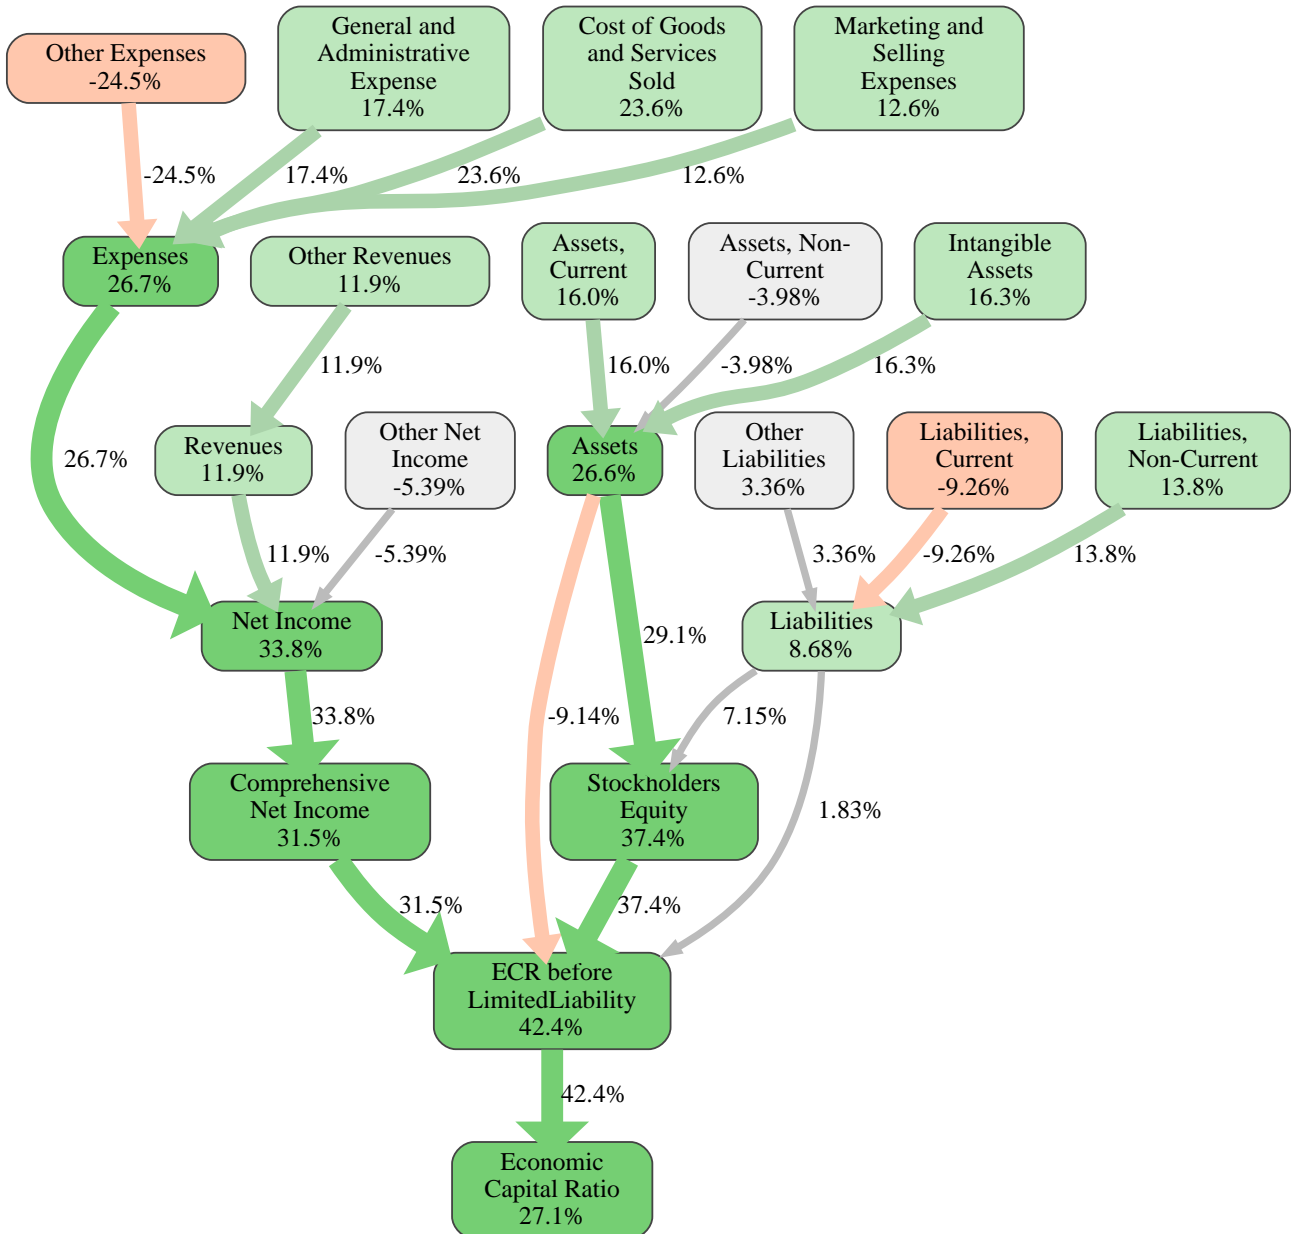 Other Expenses
-24.5%
General and
Administrative
Expense
17.4%
Cost of Goods
and Services
Sold
23.6%
Marketing and
Selling
Expenses
12.6%
-24.5%
17.4%
23.6%
12.6%
Expenses
26.7%
Other Revenues
11.9%
Assets,
Current
16.0%
Assets, Non-
Current
-3.98%
Intangible
Assets
16.3%
11.9%
16.0%
-3.98%
16.3%
26.7%
Revenues
11.9%
Other Net
Income
-5.39%
Assets
26.6%
Other
Liabilities
3.36%
Liabilities,
Current
-9.26%
Liabilities,
Non-Current
13.8%
11.9%
-5.39%
3.36%
-9.26%
13.8%
Net Income
33.8%
29.1%
Liabilities
8.68%
33.8%
-9.14%
7.15%
Comprehensive
Net Income
31.5%
Stockholders
Equity
37.4%
1.83%
31.5%
37.4%
ECR before
LimitedLiability
42.4%
42.4%
Economic
Capital Ratio
27.1%